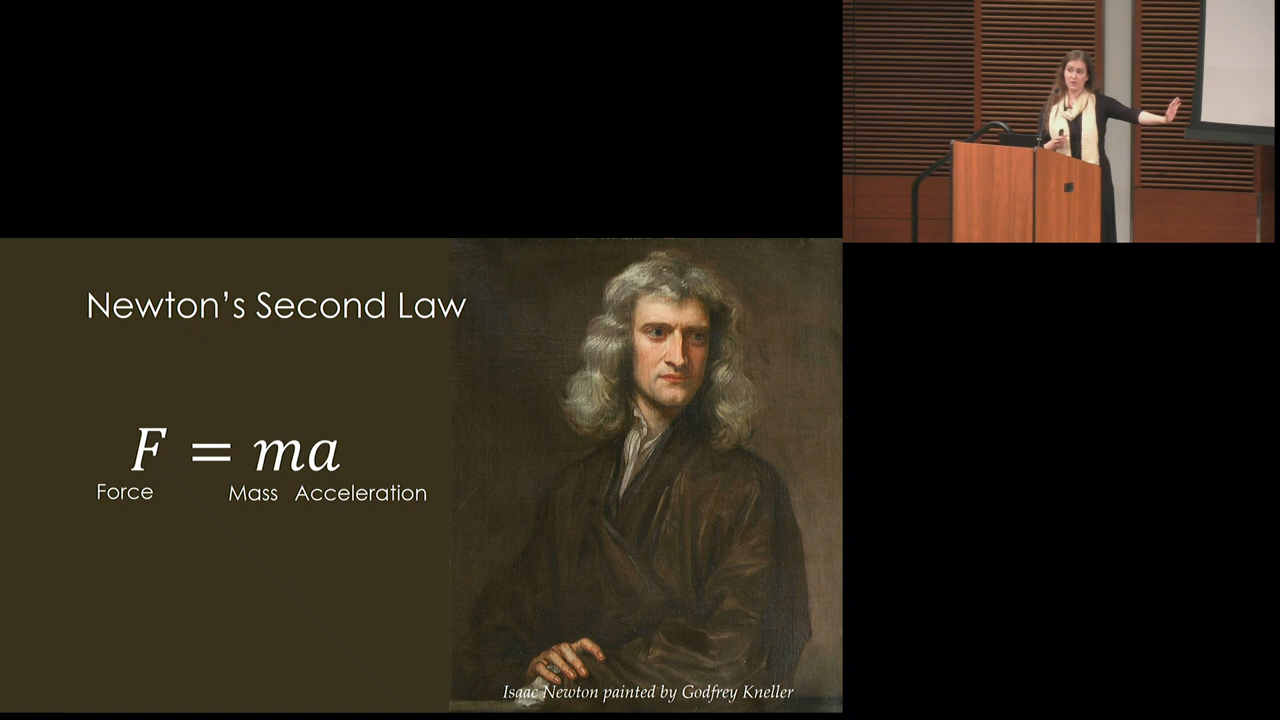 Newton's Second Law
F = ma
Force Mass Acceleration
Isaac Newton painted by Godfrey Kneller